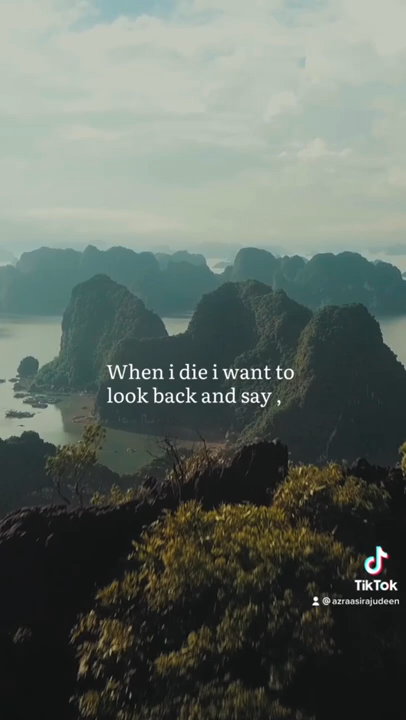 When i die i want to
look back and say ,
TikTok
@azraasirajudeen